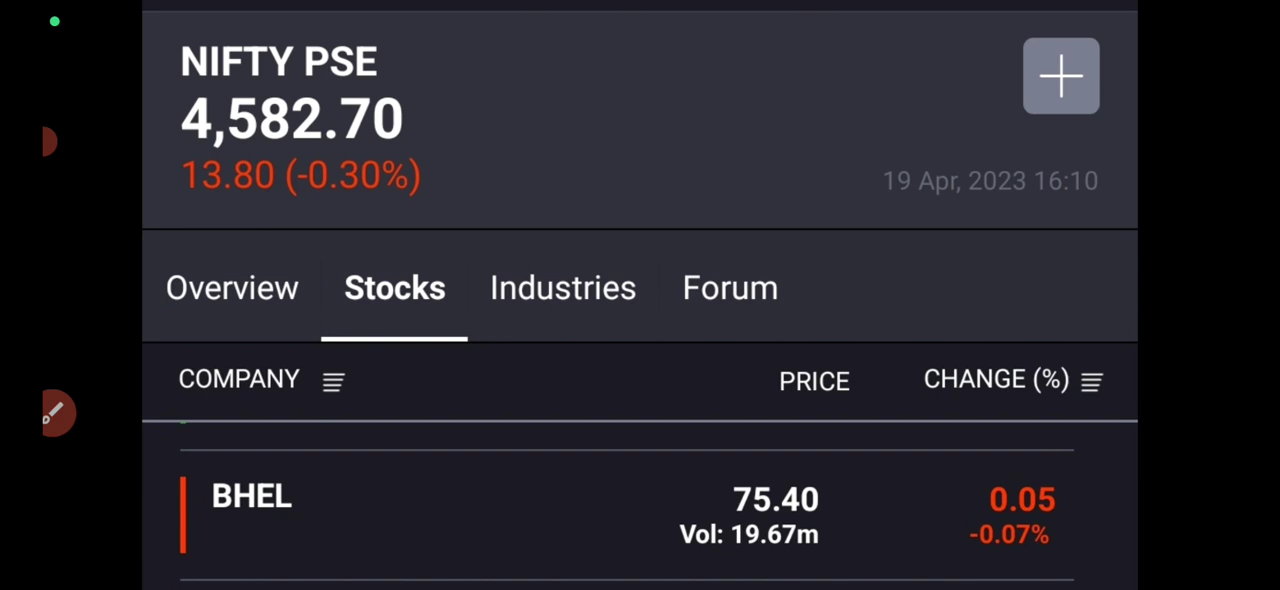 NIFTY PSE
4,582.70
13.80 (-0.30%)
19 Apr, 2023 16:10
Overview Stocks Industries Forum
COMPANY PRICE CHANGE (%)
BHEL 75.40 0.05
Vol: 19.67m -0.07%